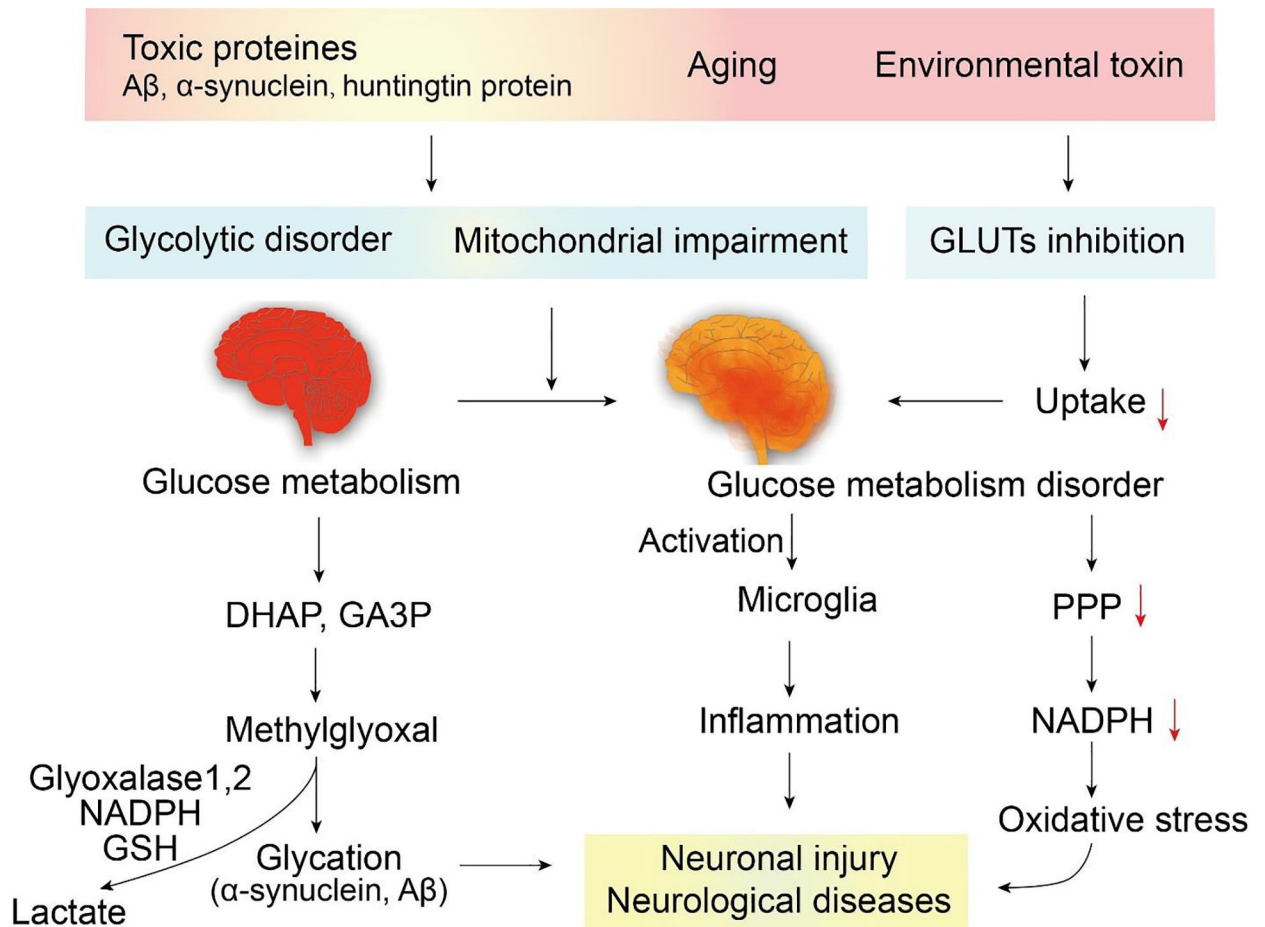 Toxic proteines
Aβ, α-synuclein, huntingtin protein
Aging
Environmental toxin
Glycolytic disorder
Mitochondrial impairment
GLUTs inhibition
Uptake
Glucose metabolism
Glucose metabolism disorder
Activation
DHAP, GA3P
Microglia
PPP
Methylglyoxal
Inflammation
NADPH
Glyoxalase1,2
NADPH
GSH
Oxidative stress
Glycation
(α-synuclein, Aβ)
Neuronal injury
Neurological diseases
Lactate